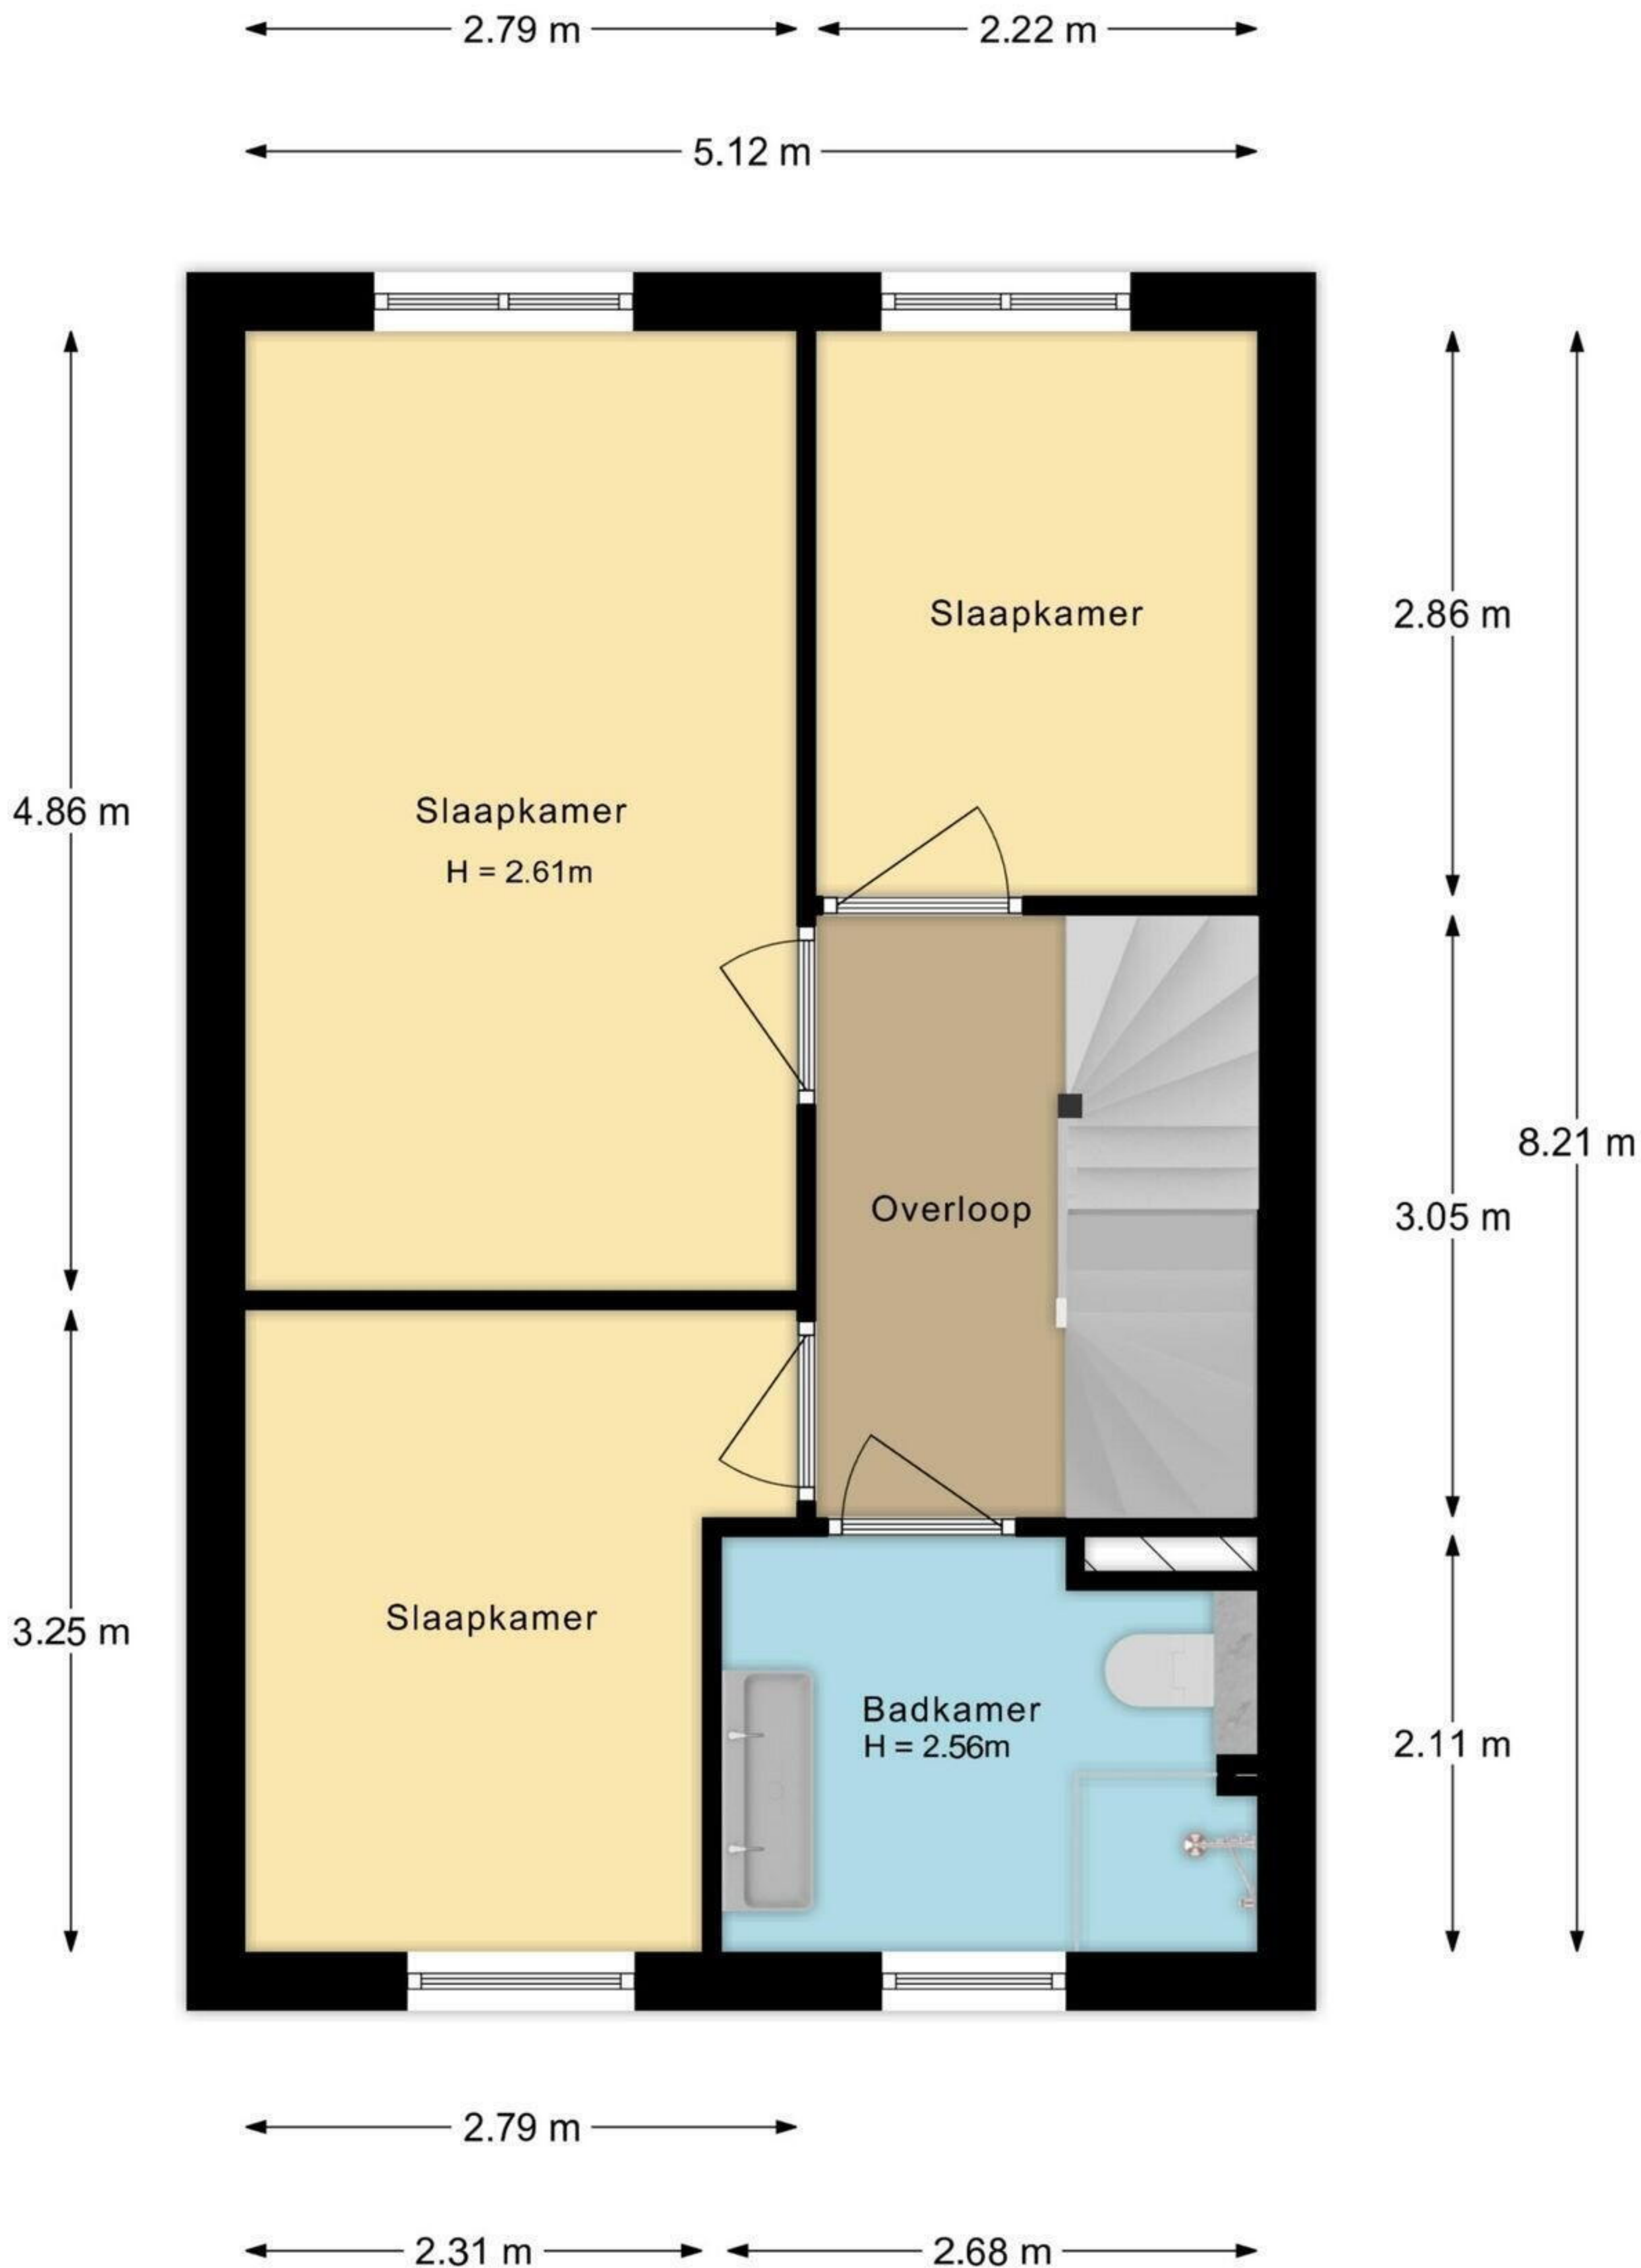 2.79 m
2.22 m
5.12 m
Slaapkamer
2.86 m
4.86 m
Slaapkamer
H = 2.61m
8.21 m
Overloop
3.05 m
Slaapkamer
3.25 m
Badkamer
H = 2.56m
2.11 m
2.79 m
2.31 m
2.68 m